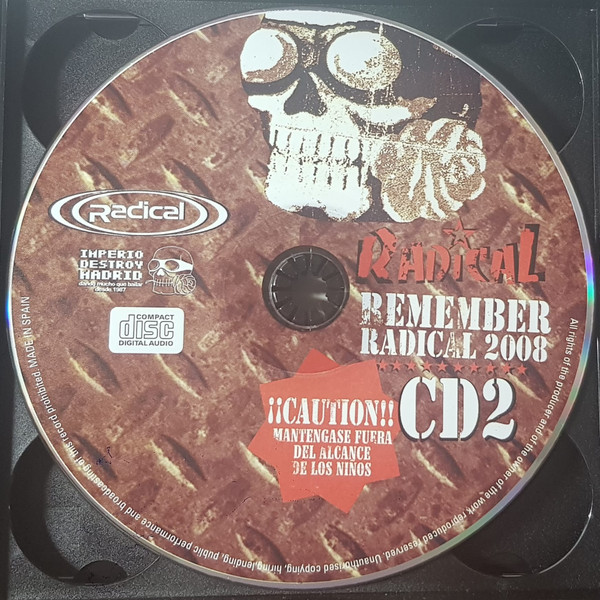 Radical
IMPERIO
DESTROY
MADRID
dando mucho que bailar
desde 1987
COMPACT
disc
DIGITAL AUDIO
RADICAL
REMEMBER
RADICAL 2008
CD2
¡¡CAUTION!!
MANTENGASE FUERA
DEL ALCANCE
DE LOS NINOS
All rights of the producer and of the owner of the work reproduced reserved. Unauthorised copying, hiring, lending, public performance and broadcasting of this record prohibited. MADE IN SPAIN